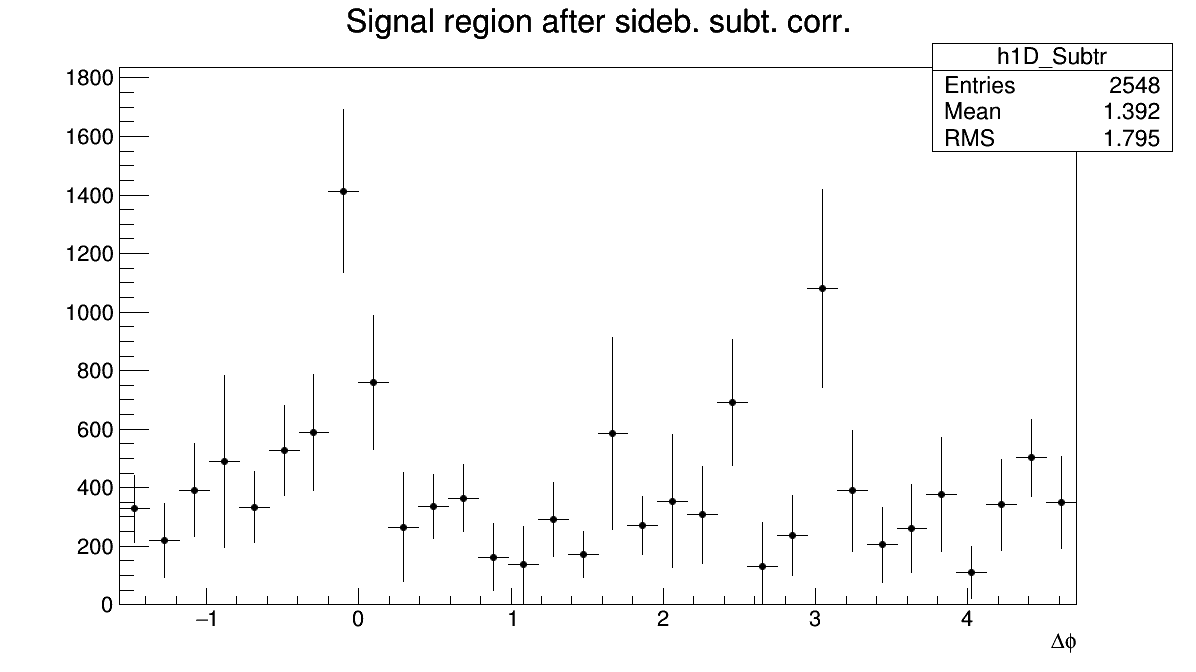 Signal region after sideb. subt. corr.
h1D_Subtr
Entries 2548
Mean 1.392
RMS 1.795
1800
1600
1400
1200
1000
800
600
400
200
0
−1 0 1 2 3 4
Δϕ